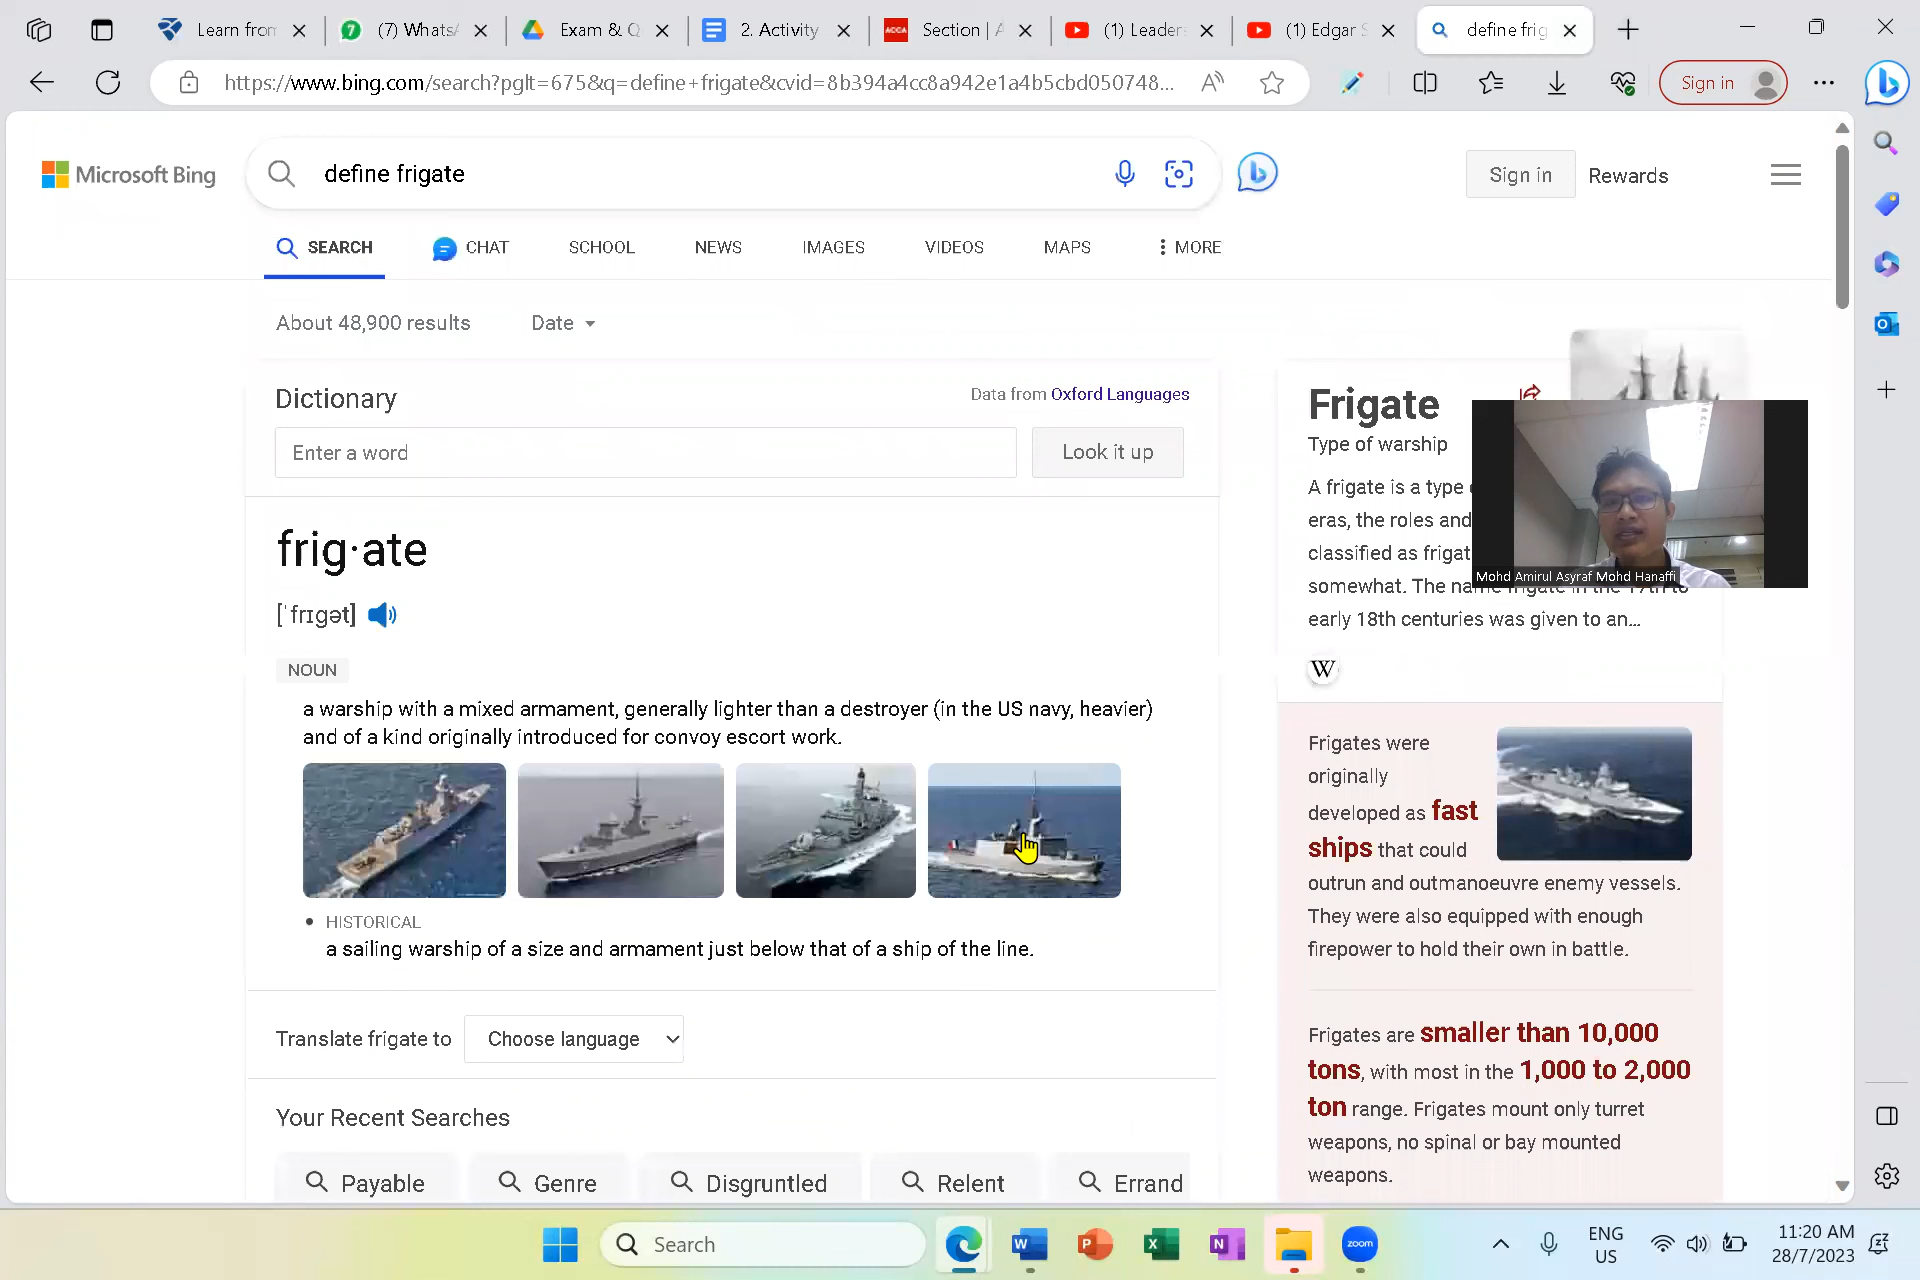 Learn from
(7) WhatsA
Exam & Q
2. Activity
ACCA
Section | A
(1) Leader
(1) Edgar S
define frig
https://www.bing.com/search?pglt=675&q=define+frigate&cvid=8b394a4cc8a942e1a4b5cbd050748...
Sign in
Microsoft Bing
define frigate
Sign in
Rewards
SEARCH
CHAT
SCHOOL
NEWS
IMAGES
VIDEOS
MAPS
MORE
About 48,900 results
Date
Dictionary
Data from Oxford Languages
Enter a word
Look it up
frig·ate
[ˈfrɪɡət]
NOUN
a warship with a mixed armament, generally lighter than a destroyer (in the US navy, heavier)
and of a kind originally introduced for convoy escort work.
• HISTORICAL
a sailing warship of a size and armament just below that of a ship of the line.
Translate frigate to
Choose language
Your Recent Searches
Payable
Genre
Disgruntled
Relent
Errand
Frigate
Type of warship
A frigate is a type
eras, the roles and
classified as frigat
somewhat. The name frigate in the 17th to
early 18th centuries was given to an...
Mohd Amirul Asyraf Mohd Hanaffi
W
Frigates were
originally
developed as fast
ships that could
outrun and outmanoeuvre enemy vessels.
They were also equipped with enough
firepower to hold their own in battle.
Frigates are smaller than 10,000
tons, with most in the 1,000 to 2,000
ton range. Frigates mount only turret
weapons, no spinal or bay mounted
weapons.
Search
zoom
ENG
US
11:20 AM
28/7/2023